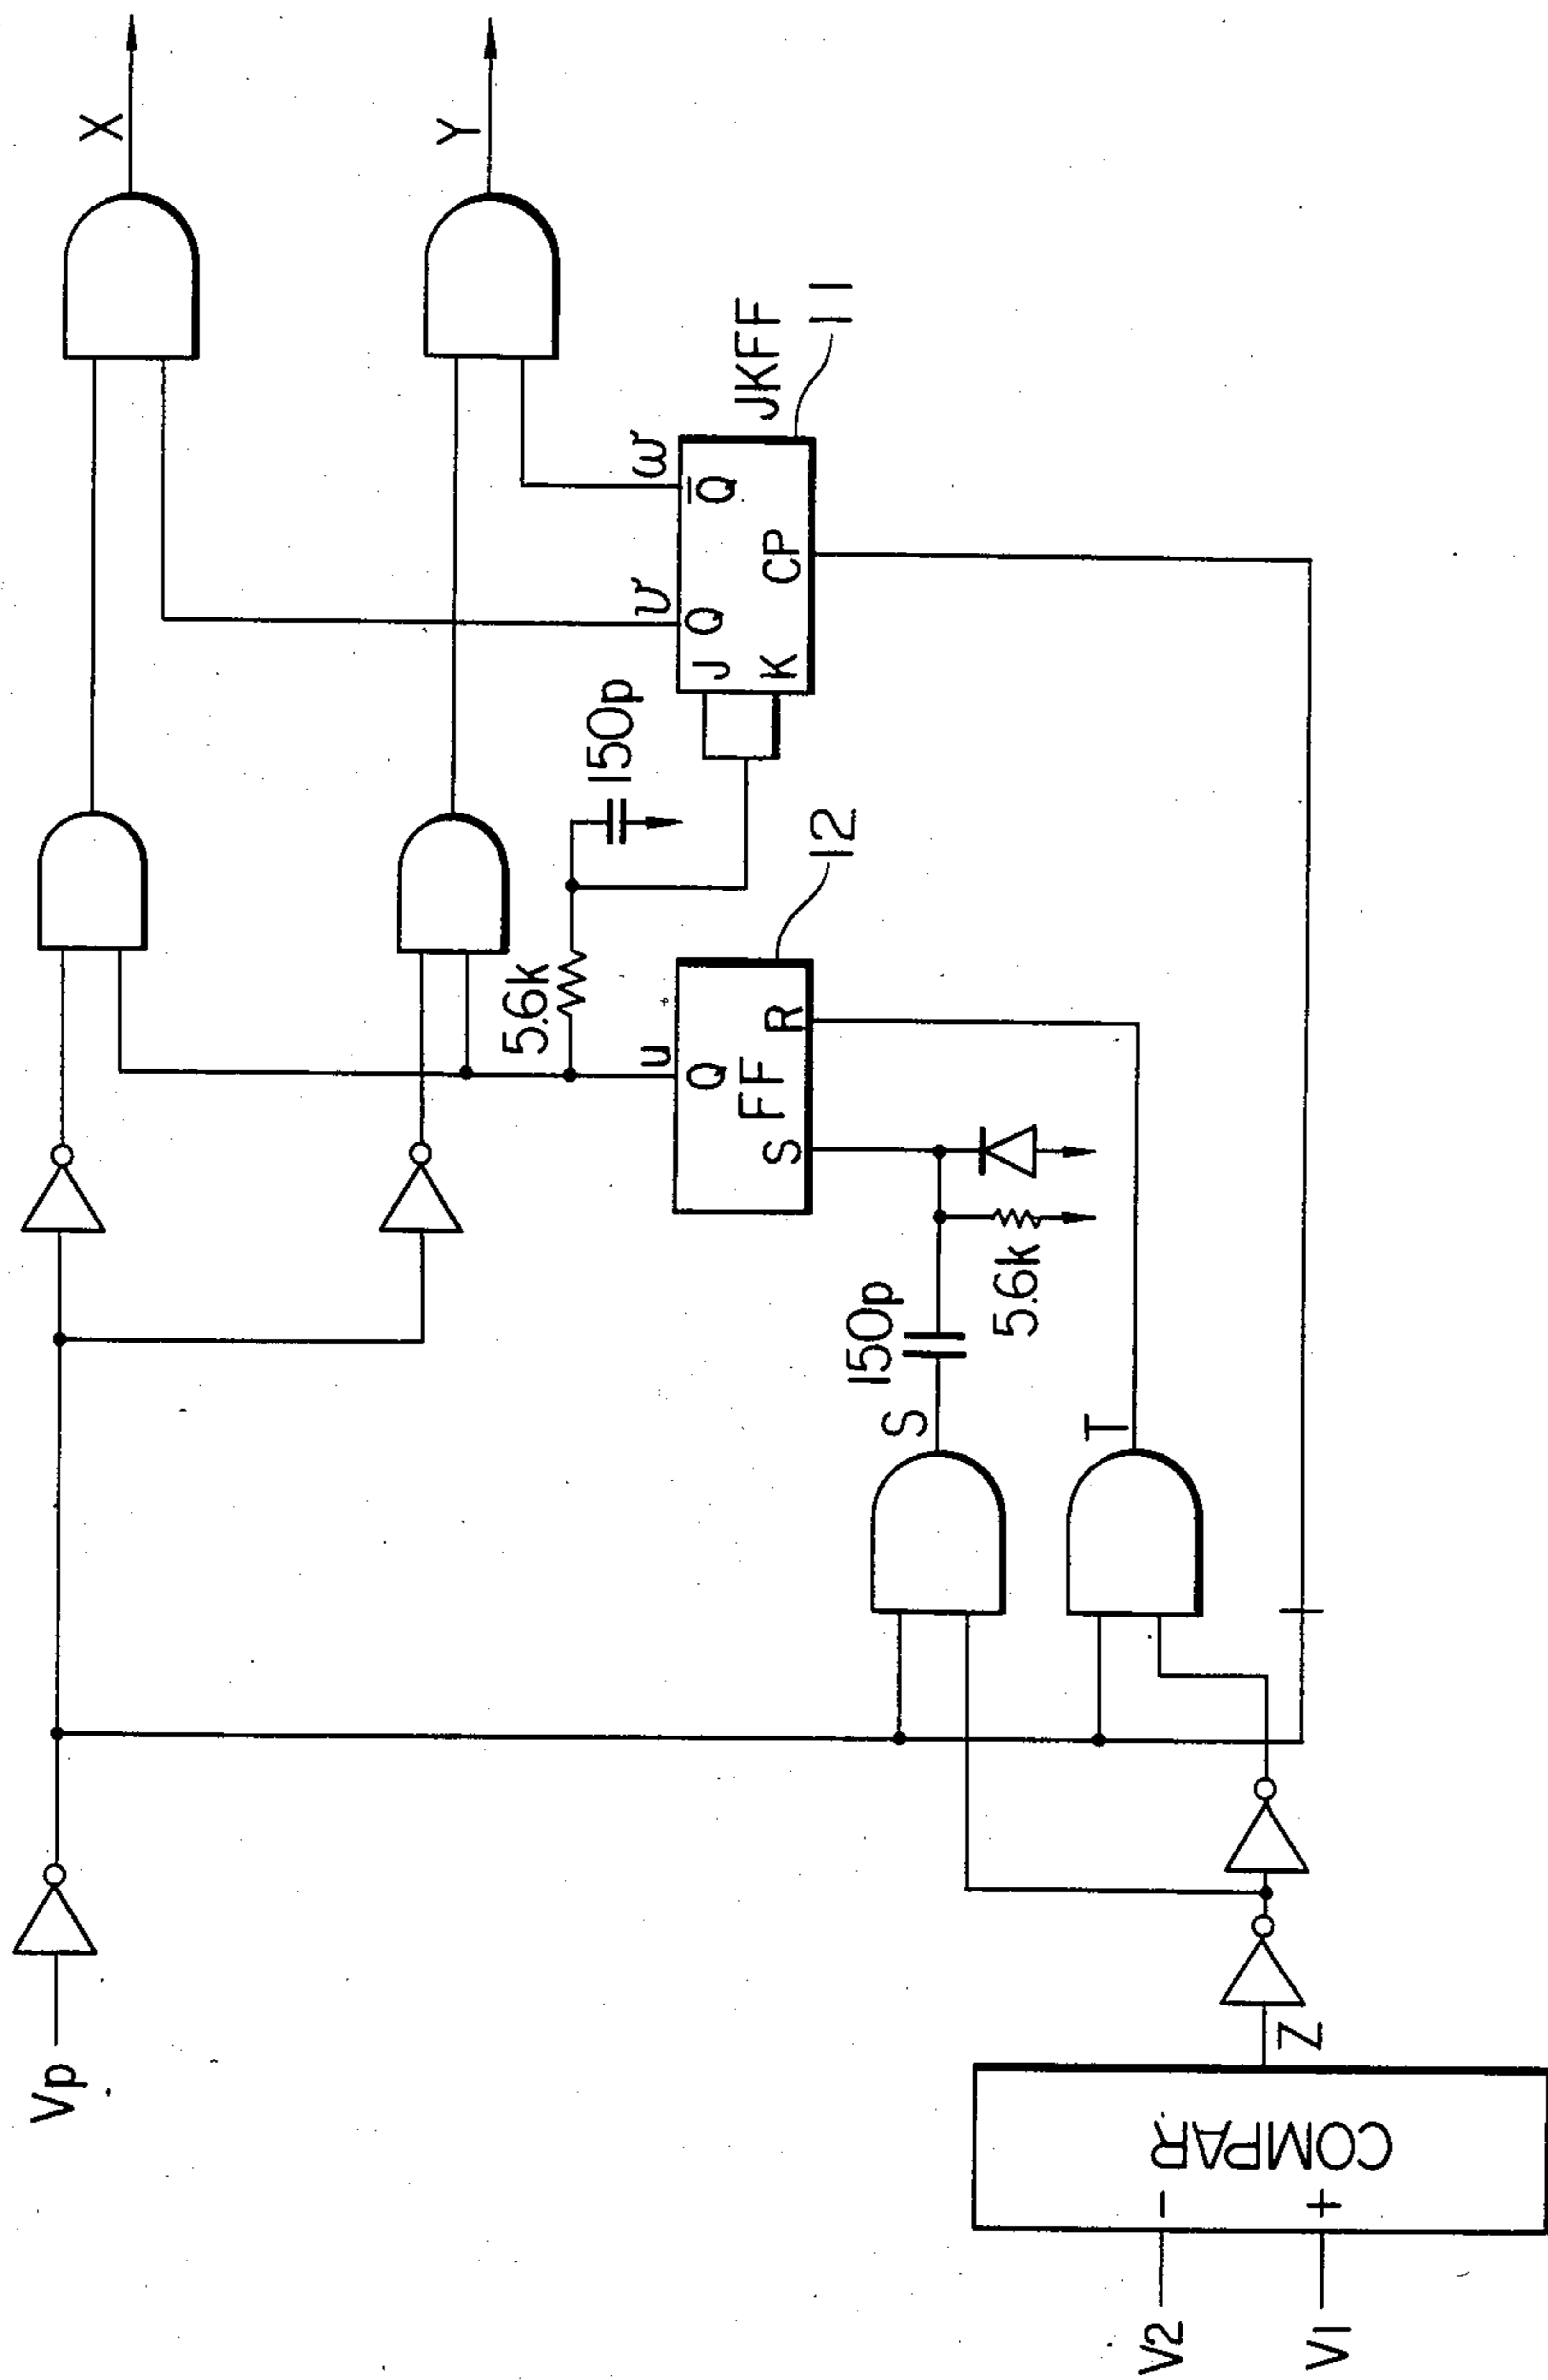 X
Y
JKFF
11
ω
Q̄
CP
υ
Q
J
K
150p
12
5.6k
u
Q
FF
R
S
150p
5.6k
S
T
Vp
Z
COMPAR
-
+
V2
V1